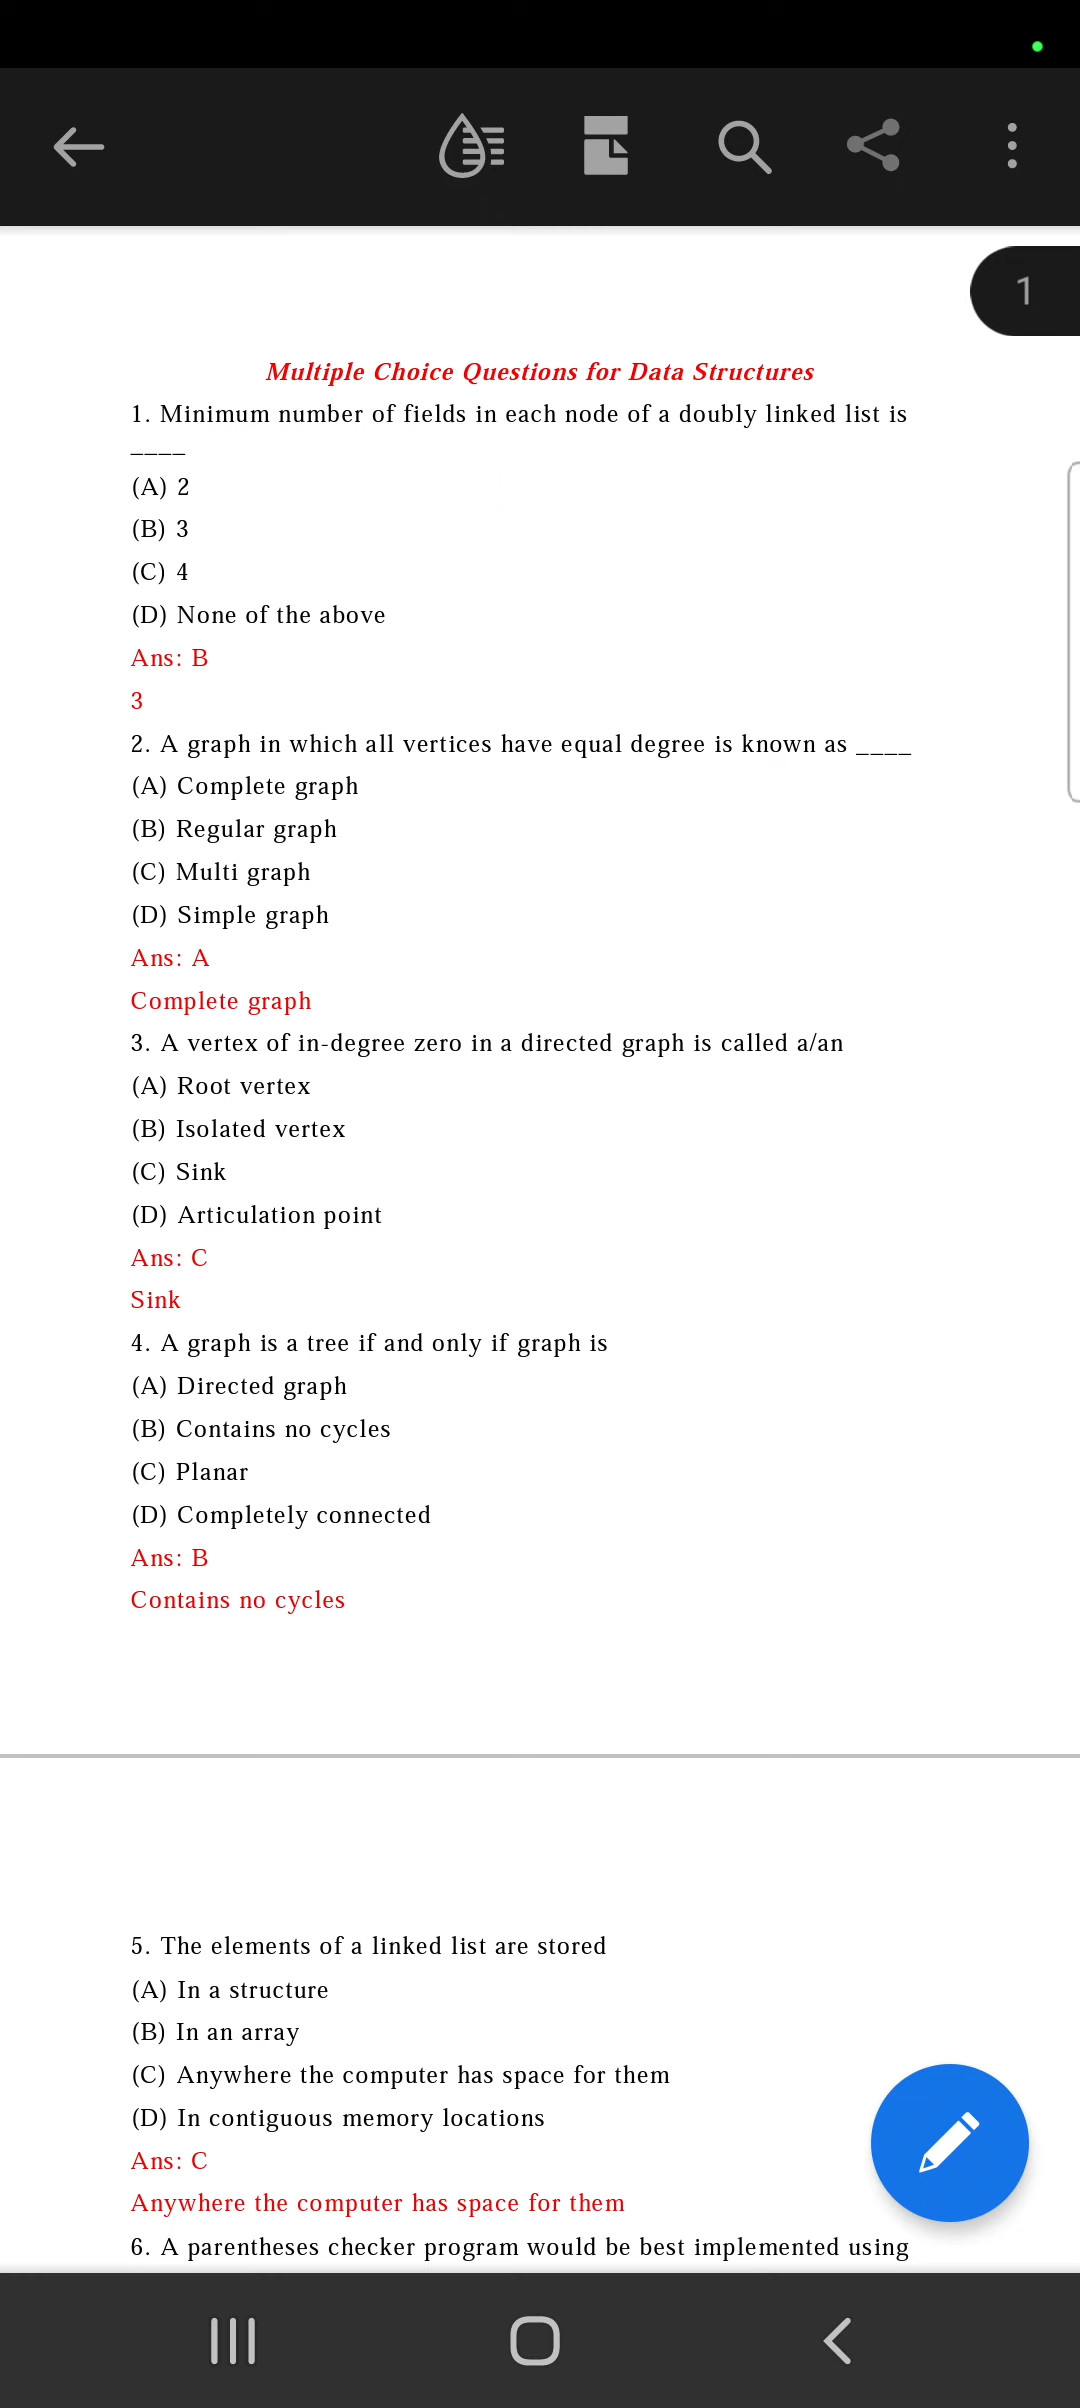 1
Multiple Choice Questions for Data Structures
1. Minimum number of fields in each node of a doubly linked list is
____
(A) 2
(B) 3
(C) 4
(D) None of the above
Ans: B
3
2. A graph in which all vertices have equal degree is known as ____
(A) Complete graph
(B) Regular graph
(C) Multi graph
(D) Simple graph
Ans: A
Complete graph
3. A vertex of in-degree zero in a directed graph is called a/an
(A) Root vertex
(B) Isolated vertex
(C) Sink
(D) Articulation point
Ans: C
Sink
4. A graph is a tree if and only if graph is
(A) Directed graph
(B) Contains no cycles
(C) Planar
(D) Completely connected
Ans: B
Contains no cycles
5. The elements of a linked list are stored
(A) In a structure
(B) In an array
(C) Anywhere the computer has space for them
(D) In contiguous memory locations
Ans: C
Anywhere the computer has space for them
6. A parentheses checker program would be best implemented using